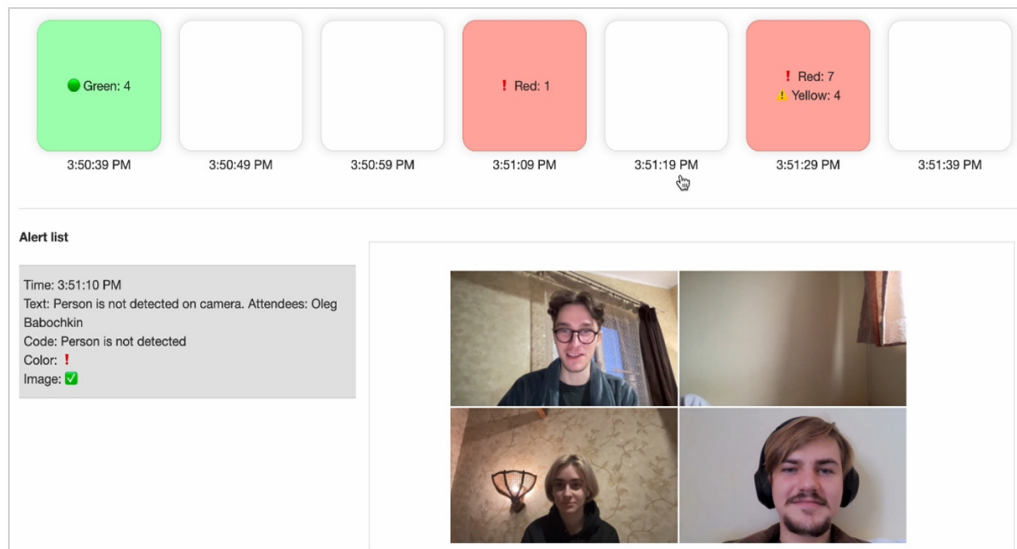 🟢 Green: 4
❗ Red: 1
❗ Red: 7
⚠️ Yellow: 4
3:50:39 PM
3:50:49 PM
3:50:59 PM
3:51:09 PM
3:51:19 PM
3:51:29 PM
3:51:39 PM
Alert list
Time: 3:51:10 PM
Text: Person is not detected on camera. Attendees: Oleg
Babochkin
Code: Person is not detected
Color: ❗
Image: ✅